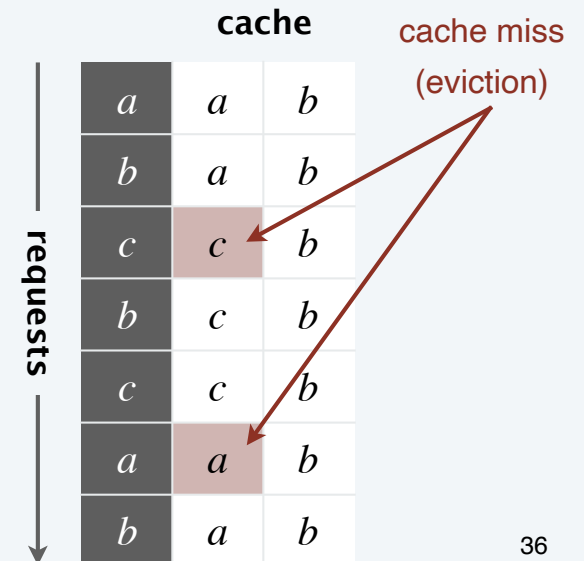 cache
cache miss
(eviction)
requests
a a b
b a b
c c b
b c b
c c b
a a b
b a b
36